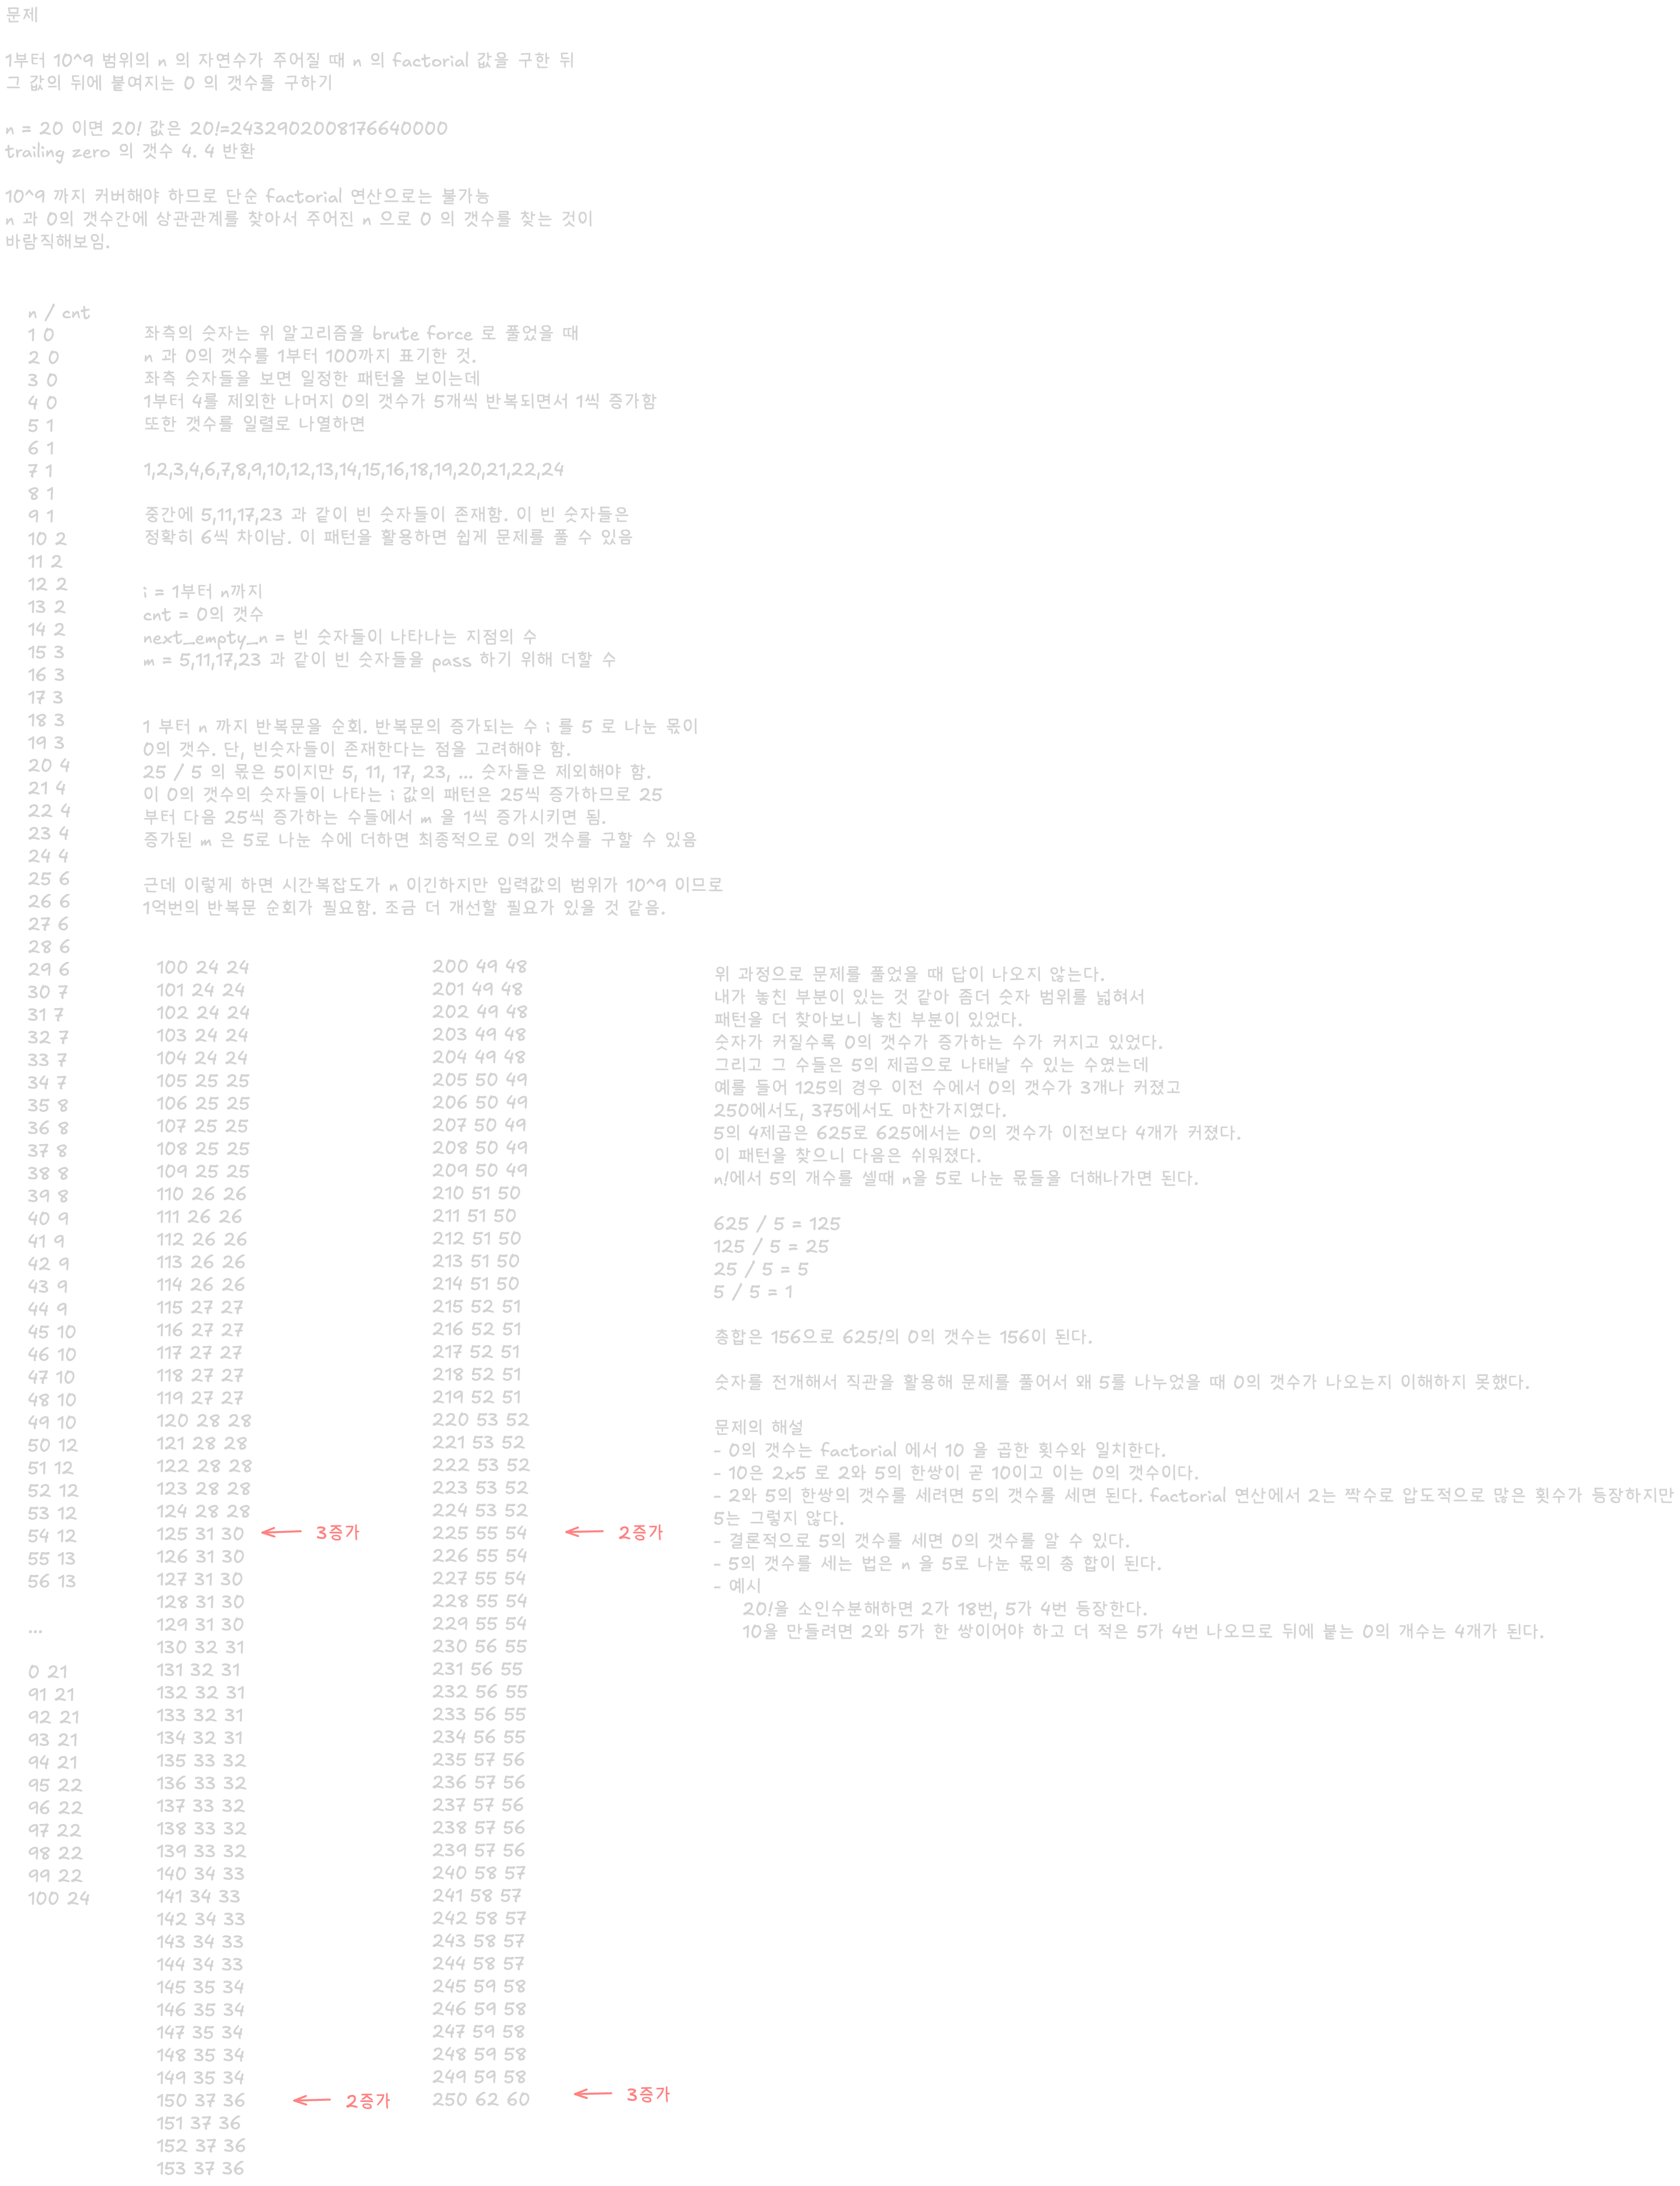 문제
1부터 10^9 범위의 n 의 자연수가 주어질 때 n 의 factorial 값을 구한 뒤
그 값의 뒤에 붙여지는 0 의 갯수를 구하기
n = 20 이면 20! 값은 20!=2432902008176640000
trailing zero 의 갯수 4. 4 반환
10^9 까지 커버해야 하므로 단순 factorial 연산으로는 불가능
n 과 0의 갯수간에 상관관계를 찾아서 주어진 n 으로 0 의 갯수를 찾는 것이
바람직해보임.
n / cnt
1 0
2 0
3 0
4 0
5 1
6 1
7 1
8 1
9 1
10 2
11 2
12 2
13 2
14 2
15 3
16 3
17 3
18 3
19 3
20 4
21 4
22 4
23 4
24 4
25 6
26 6
27 6
28 6
29 6
30 7
31 7
32 7
33 7
34 7
35 8
36 8
37 8
38 8
39 8
40 9
41 9
42 9
43 9
44 9
45 10
46 10
47 10
48 10
49 10
50 12
51 12
52 12
53 12
54 12
55 13
56 13
...
0 21
91 21
92 21
93 21
94 21
95 22
96 22
97 22
98 22
99 22
100 24
좌측의 숫자는 위 알고리즘을 brute force 로 풀었을 때
n 과 0의 갯수를 1부터 100까지 표기한 것.
좌측 숫자들을 보면 일정한 패턴을 보이는데
1부터 4를 제외한 나머지 0의 갯수가 5개씩 반복되면서 1씩 증가함
또한 갯수를 일렬로 나열하면
1,2,3,4,6,7,8,9,10,12,13,14,15,16,18,19,20,21,22,24
중간에 5,11,17,23 과 같이 빈 숫자들이 존재함. 이 빈 숫자들은
정확히 6씩 차이남. 이 패턴을 활용하면 쉽게 문제를 풀 수 있음
i = 1부터 n까지
cnt = 0의 갯수
next_empty_n = 빈 숫자들이 나타나는 지점의 수
m = 5,11,17,23 과 같이 빈 숫자들을 pass 하기 위해 더할 수
1 부터 n 까지 반복문을 순회. 반복문의 증가되는 수 i 를 5 로 나눈 몫이
0의 갯수. 단, 빈숫자들이 존재한다는 점을 고려해야 함.
25 / 5 의 몫은 5이지만 5, 11, 17, 23, ... 숫자들은 제외해야 함.
이 0의 갯수의 숫자들이 나타는 i 값의 패턴은 25씩 증가하므로 25
부터 다음 25씩 증가하는 수들에서 m 을 1씩 증가시키면 됨.
증가된 m 은 5로 나눈 수에 더하면 최종적으로 0의 갯수를 구할 수 있음
근데 이렇게 하면 시간복잡도가 n 이긴하지만 입력값의 범위가 10^9 이므로
1억번의 반복문 순회가 필요함. 조금 더 개선할 필요가 있을 것 같음.
100 24 24
101 24 24
102 24 24
103 24 24
104 24 24
105 25 25
106 25 25
107 25 25
108 25 25
109 25 25
110 26 26
111 26 26
112 26 26
113 26 26
114 26 26
115 27 27
116 27 27
117 27 27
118 27 27
119 27 27
120 28 28
121 28 28
122 28 28
123 28 28
124 28 28
125 31 30 3증가
126 31 30
127 31 30
128 31 30
129 31 30
130 32 31
131 32 31
132 32 31
133 32 31
134 32 31
135 33 32
136 33 32
137 33 32
138 33 32
139 33 32
140 34 33
141 34 33
142 34 33
143 34 33
144 34 33
145 35 34
146 35 34
147 35 34
148 35 34
149 35 34
150 37 36 2증가
151 37 36
152 37 36
153 37 36
200 49 48
201 49 48
202 49 48
203 49 48
204 49 48
205 50 49
206 50 49
207 50 49
208 50 49
209 50 49
210 51 50
211 51 50
212 51 50
213 51 50
214 51 50
215 52 51
216 52 51
217 52 51
218 52 51
219 52 51
220 53 52
221 53 52
222 53 52
223 53 52
224 53 52
225 55 54 2증가
226 55 54
227 55 54
228 55 54
229 55 54
230 56 55
231 56 55
232 56 55
233 56 55
234 56 55
235 57 56
236 57 56
237 57 56
238 57 56
239 57 56
240 58 57
241 58 57
242 58 57
243 58 57
244 58 57
245 59 58
246 59 58
247 59 58
248 59 58
249 59 58
250 62 60 3증가
위 과정으로 문제를 풀었을 때 답이 나오지 않는다.
내가 놓친 부분이 있는 것 같아 좀더 숫자 범위를 넓혀서
패턴을 더 찾아보니 놓친 부분이 있었다.
숫자가 커질수록 0의 갯수가 증가하는 수가 커지고 있었다.
그리고 그 수들은 5의 제곱으로 나태날 수 있는 수였는데
예를 들어 125의 경우 이전 수에서 0의 갯수가 3개나 커졌고
250에서도, 375에서도 마찬가지였다.
5의 4제곱은 625로 625에서는 0의 갯수가 이전보다 4개가 커졌다.
이 패턴을 찾으니 다음은 쉬워졌다.
n!에서 5의 개수를 셀때 n을 5로 나눈 몫들을 더해나가면 된다.
625 / 5 = 125
125 / 5 = 25
25 / 5 = 5
5 / 5 = 1
총합은 156으로 625!의 0의 갯수는 156이 된다.
숫자를 전개해서 직관을 활용해 문제를 풀어서 왜 5를 나누었을 때 0의 갯수가 나오는지 이해하지 못했다.
문제의 해설
- 0의 갯수는 factorial 에서 10 을 곱한 횟수와 일치한다.
- 10은 2x5 로 2와 5의 한쌍이 곧 10이고 이는 0의 갯수이다.
- 2와 5의 한쌍의 갯수를 세려면 5의 갯수를 세면 된다. factorial 연산에서 2는 짝수로 압도적으로 많은 횟수가 등장하지만
5는 그렇지 않다.
- 결론적으로 5의 갯수를 세면 0의 갯수를 알 수 있다.
- 5의 갯수를 세는 법은 n 을 5로 나눈 몫의 총 합이 된다.
- 예시
20!을 소인수분해하면 2가 18번, 5가 4번 등장한다.
10을 만들려면 2와 5가 한 쌍이어야 하고 더 적은 5가 4번 나오므로 뒤에 붙는 0의 개수는 4개가 된다.